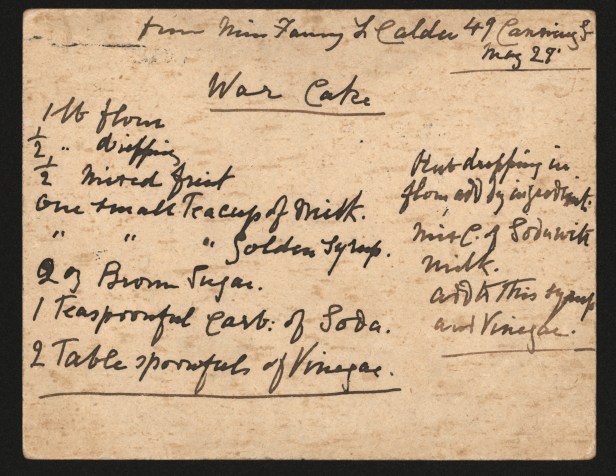 from Miss Fanny L Calder 49 Canning St
May 29
War Cake
1 lb flour
1/2 " dripping
1/2 mixed fruit
One small Teacup of Milk.
" " " Golden Syrup.
2 oz Brown Sugar.
1 Teaspoonful Carb: of Soda.
2 Table spoonfuls of Vinegar.
Rub dripping in
flour, add dry ingredients.
mix C. of Soda with
milk.
add to this syrup
and Vinegar.